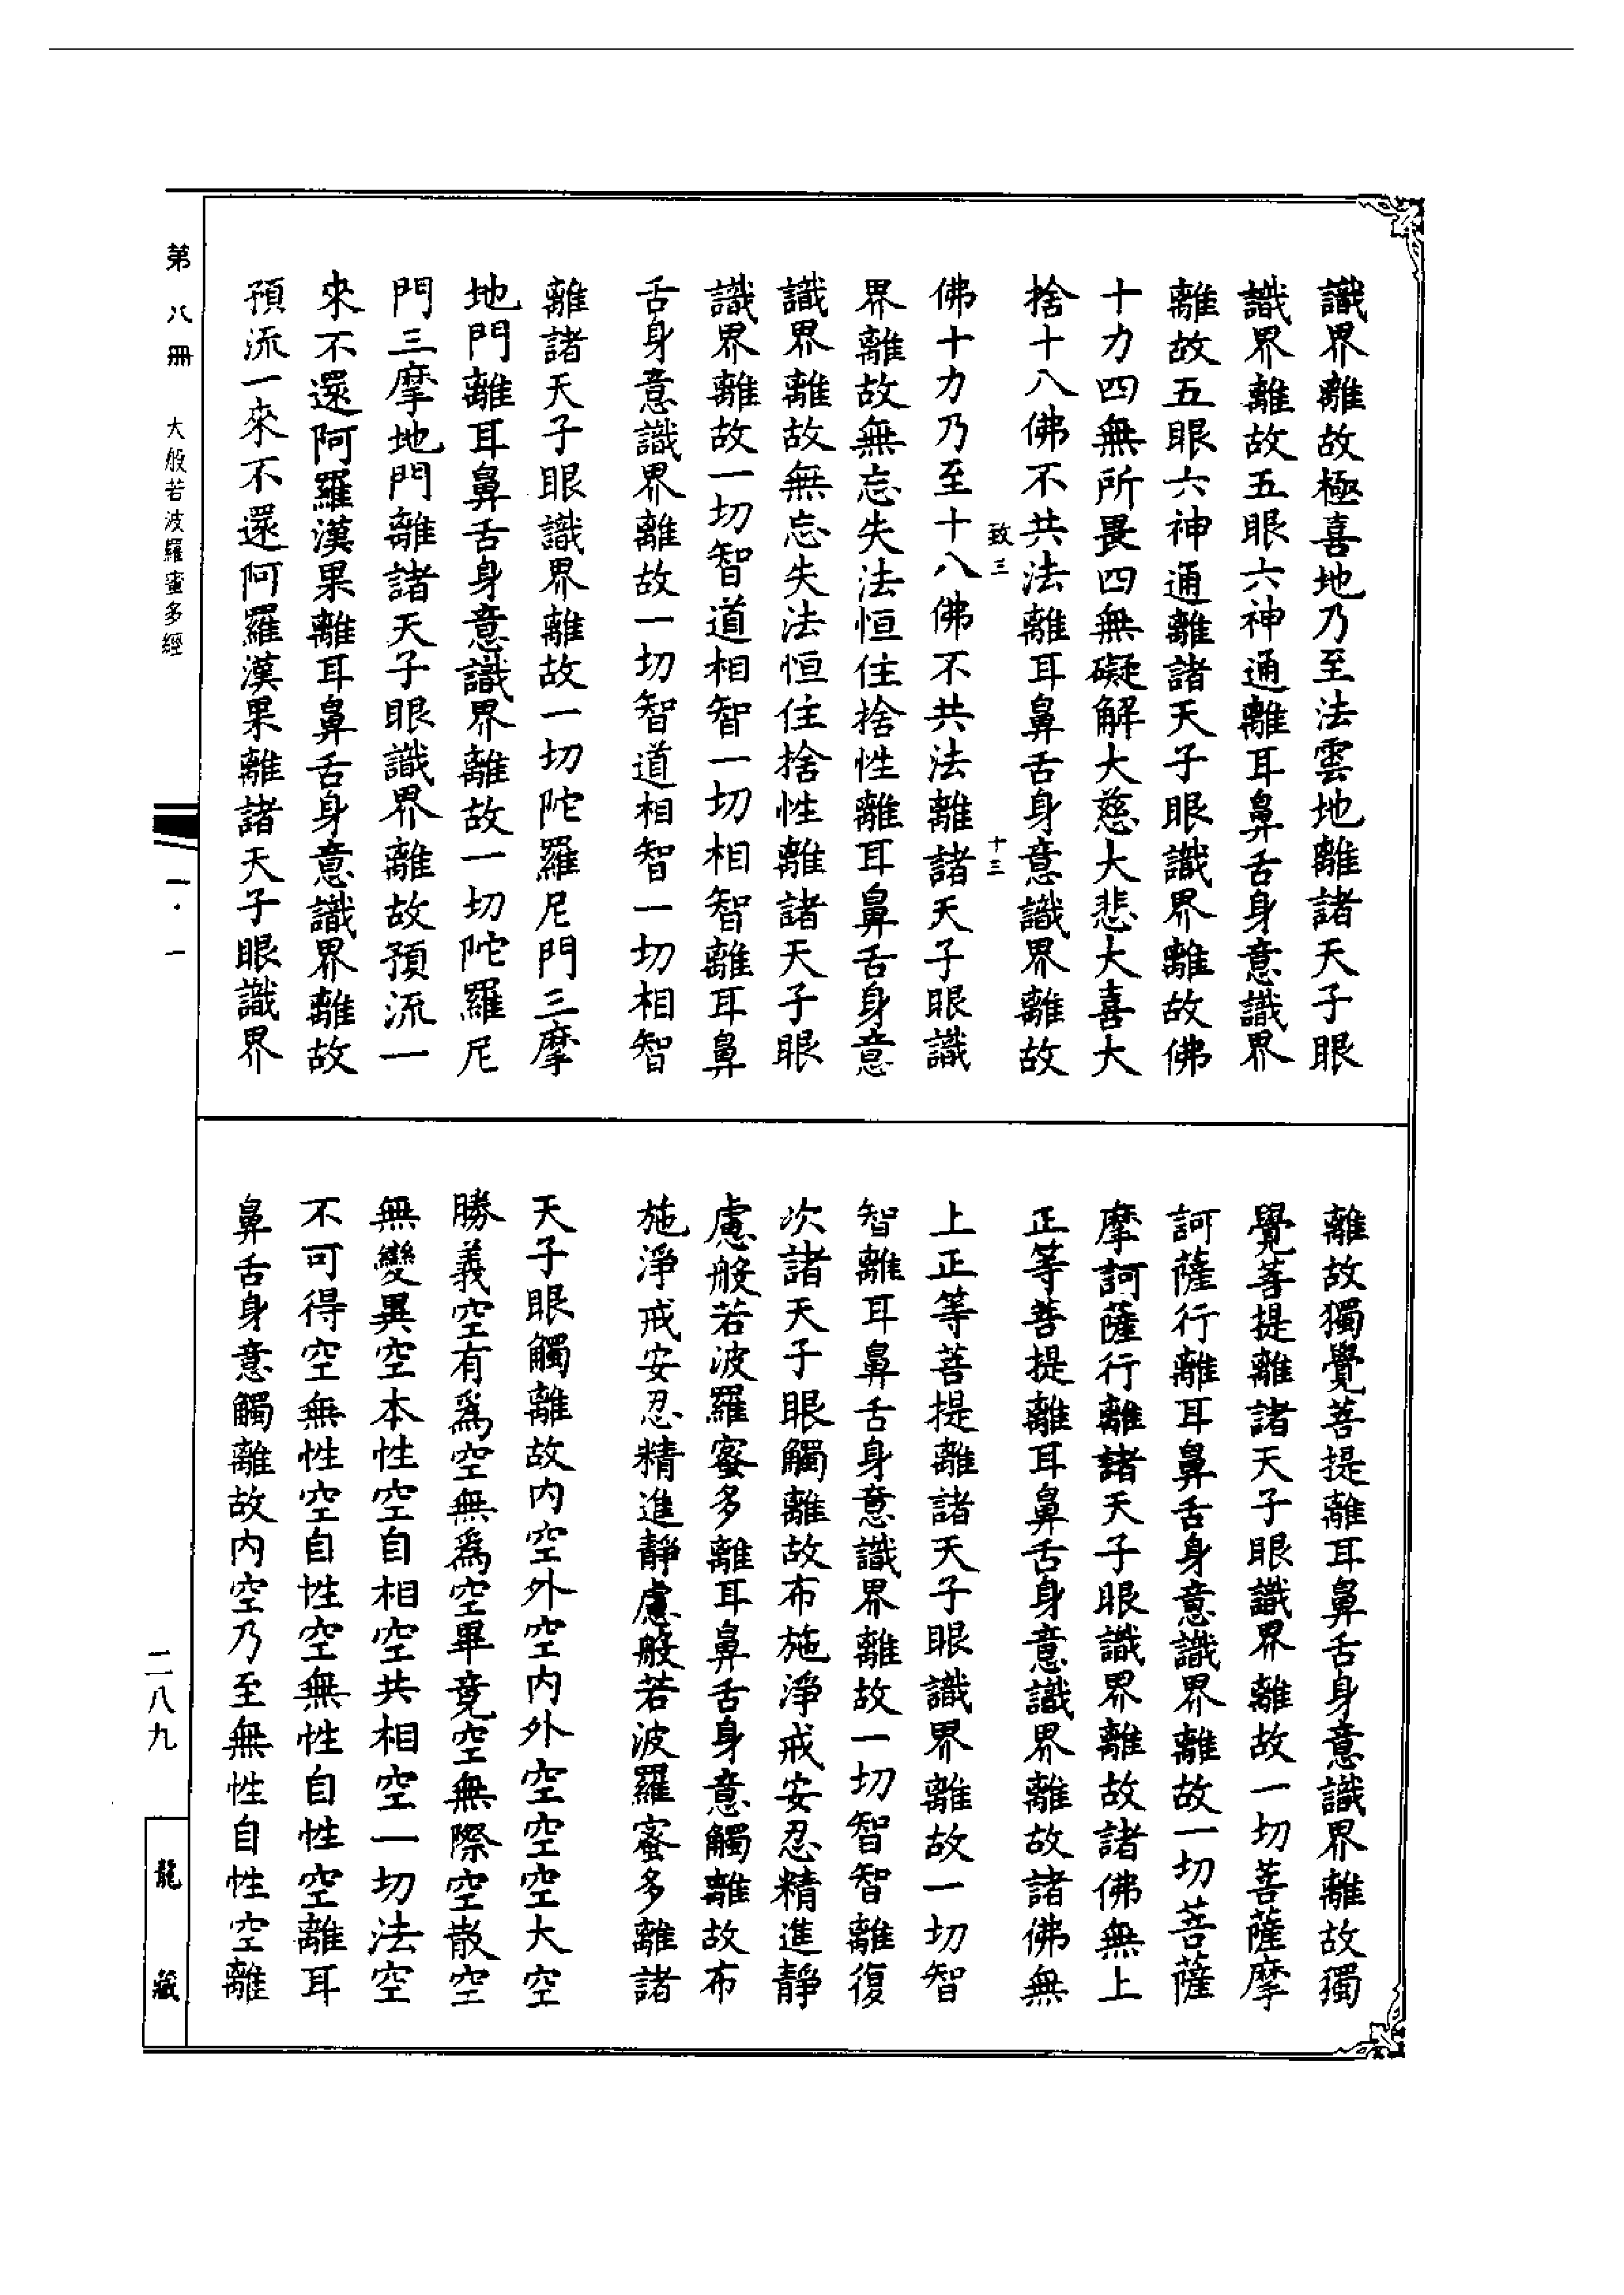 識界離故極喜地乃至法雲地離諸天子眼
識界離故五眼六神通離耳鼻舌身意識界
離故五眼六神通離諸天子眼識界離故佛
十力四無所畏四無礙解大慈大悲大喜大
捨十八佛不共法離耳鼻舌身意識界離故
致三 十三
佛十力乃至十八佛不共法離諸天子眼識
界離故無忘失法恒住捨性離耳鼻舌身意
識界離故無忘失法恒住捨性離諸天子眼
識界離故一切智道相智一切相智離耳鼻
舌身意識界離故一切智道相智一切相智
離諸天子眼識界離故一切陀羅尼門三摩
地門離耳鼻舌身意識界離故一切陀羅尼
門三摩地門離諸天子眼識界離故預流一
來不還阿羅漢果離耳鼻舌身意識界離故
預流一來不還阿羅漢果離諸天子眼識界
離故獨覺菩提離耳鼻舌身意識界離故獨
覺菩提離諸天子眼識界離故一切菩薩摩
訶薩行離耳鼻舌身意識界離故一切菩薩
摩訶薩行離諸天子眼識界離故諸佛無上
正等菩提離耳鼻舌身意識界離故諸佛無
上正等菩提離諸天子眼識界離故一切智
智離耳鼻舌身意識界離故一切智智離復
次諸天子眼觸離故布施淨戒安忍精進靜
慮般若波羅蜜多離耳鼻舌身意觸離故布
施淨戒安忍精進靜慮般若波羅蜜多離諸
天子眼觸離故內空外空內外空空空大空
勝義空有爲空無爲空畢竟空無際空散空
無變異空本性空自相空共相空一切法空
不可得空無性空自性空無性自性空離耳
鼻舌身意觸離故內空乃至無性自性空離
第八冊 大般若波羅蜜多經 一·一
二八九
龍藏